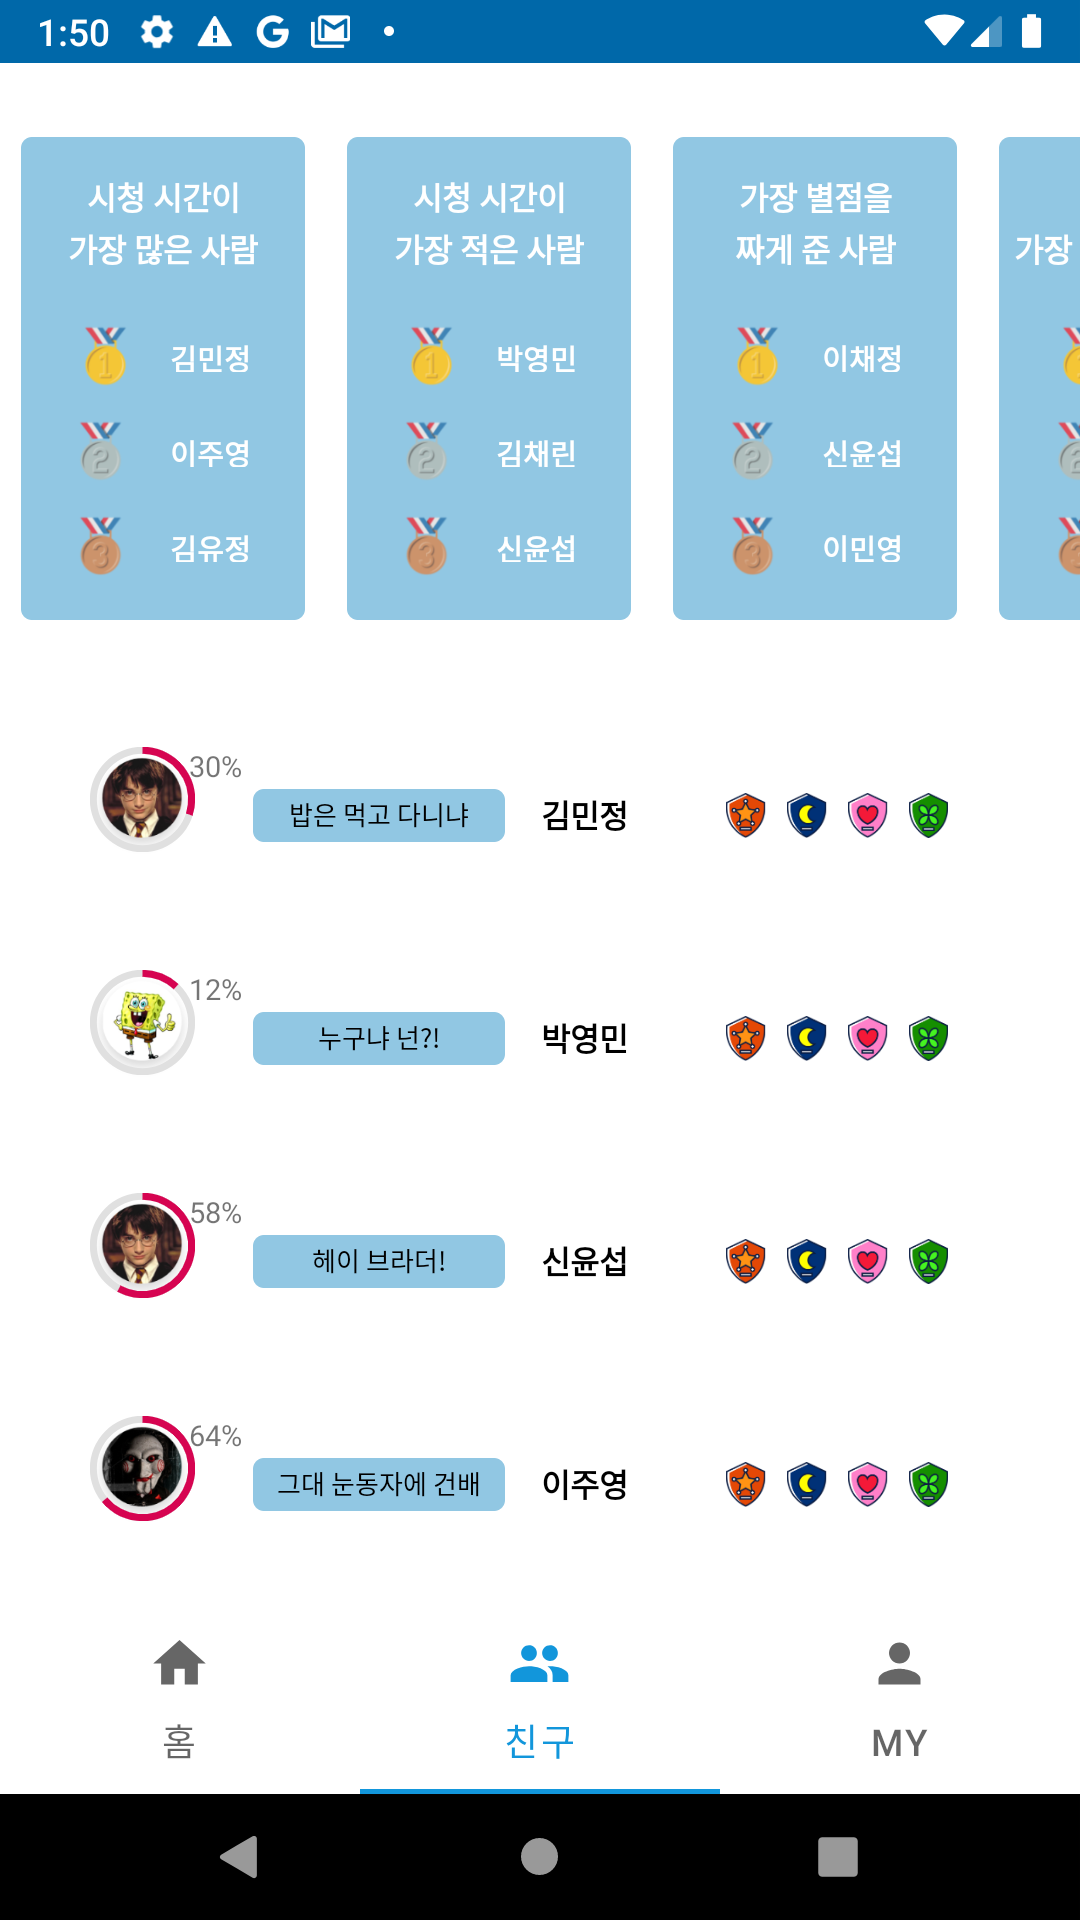 1:50
시청 시간이
가장 많은 사람
김민정
이주영
김유정
시청 시간이
가장 적은 사람
박영민
김채린
신윤섭
가장 별점을
짜게 준 사람
이채정
신윤섭
이민영
가장
30%
밥은 먹고 다니냐
김민정
12%
누구냐 넌?!
박영민
58%
헤이 브라더!
신윤섭
64%
그대 눈동자에 건배
이주영
홈
친구
MY